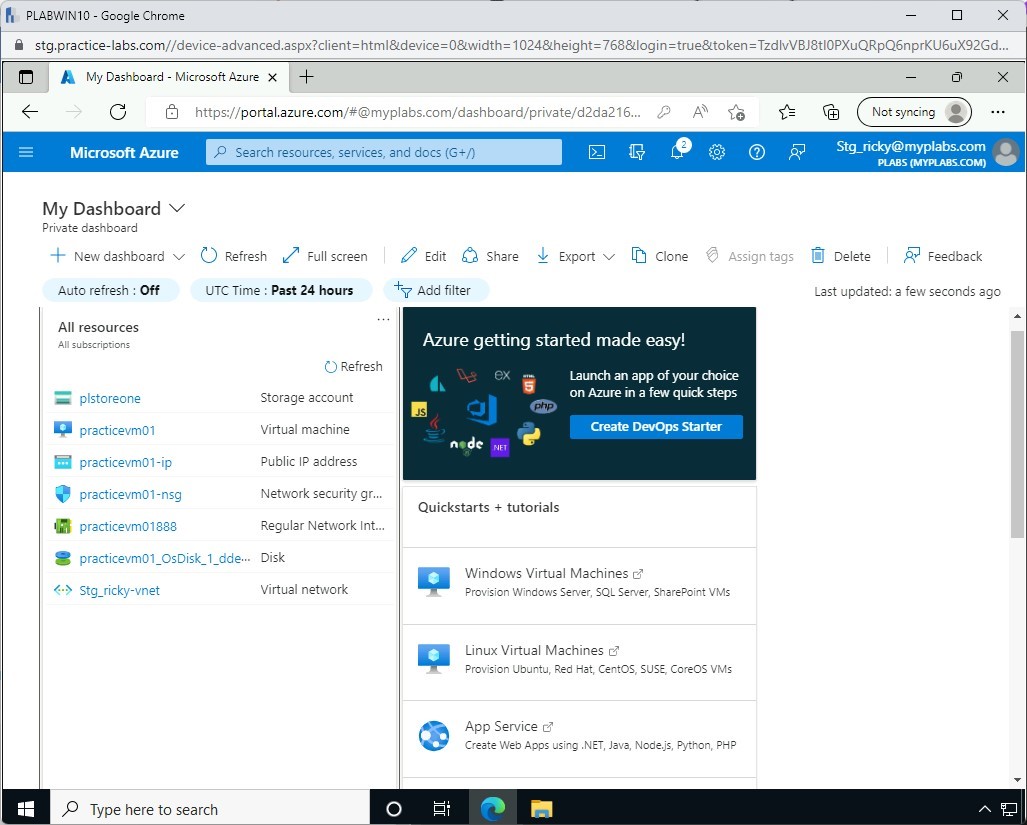 PLABWIN10 - Google Chrome
stg.practice-labs.com//device-advanced.aspx?client=html&device=0&width=1024&height=768&login=true&token=TzdlvVBJ8tI0PXuQRpQ6nprKU6uX92Gd...
My Dashboard - Microsoft Azure
https://portal.azure.com/#@myplabs.com/dashboard/private/d2da216...
Not syncing
Microsoft Azure
Search resources, services, and docs (G+/)
2
Stg_ricky@myplabs.com
PLABS (MYPLABS.COM)
My Dashboard
Private dashboard
New dashboard Refresh Full screen Edit Share Export Clone Assign tags Delete Feedback
Auto refresh : Off UTC Time : Past 24 hours Add filter Last updated: a few seconds ago
All resources
All subscriptions
Refresh
plstoreone Storage account
practicevm01 Virtual machine
practicevm01-ip Public IP address
practicevm01-nsg Network security gr...
practicevm01888 Regular Network Int...
practicevm01_OsDisk_1_dde... Disk
Stg_ricky-vnet Virtual network
Azure getting started made easy!
Launch an app of your choice
on Azure in a few quick steps
Create DevOps Starter
EX
HTML
5
JS
php
node
NET
Quickstarts + tutorials
Windows Virtual Machines
Provision Windows Server, SQL Server, SharePoint VMs
Linux Virtual Machines
Provision Ubuntu, Red Hat, CentOS, SUSE, CoreOS VMs
App Service
Create Web Apps using .NET, Java, Node.js, Python, PHP
Type here to search